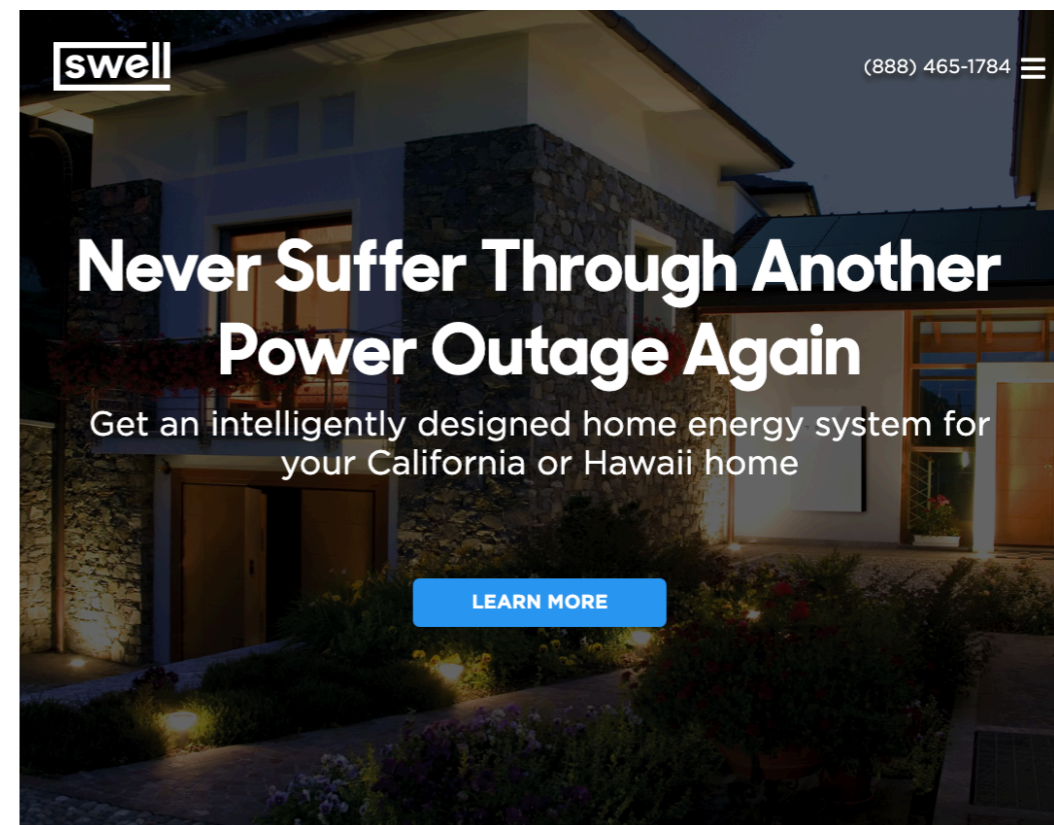 swell
(888) 465-1784
Never Suffer Through Another
Power Outage Again
Get an intelligently designed home energy system for
your California or Hawaii home
LEARN MORE